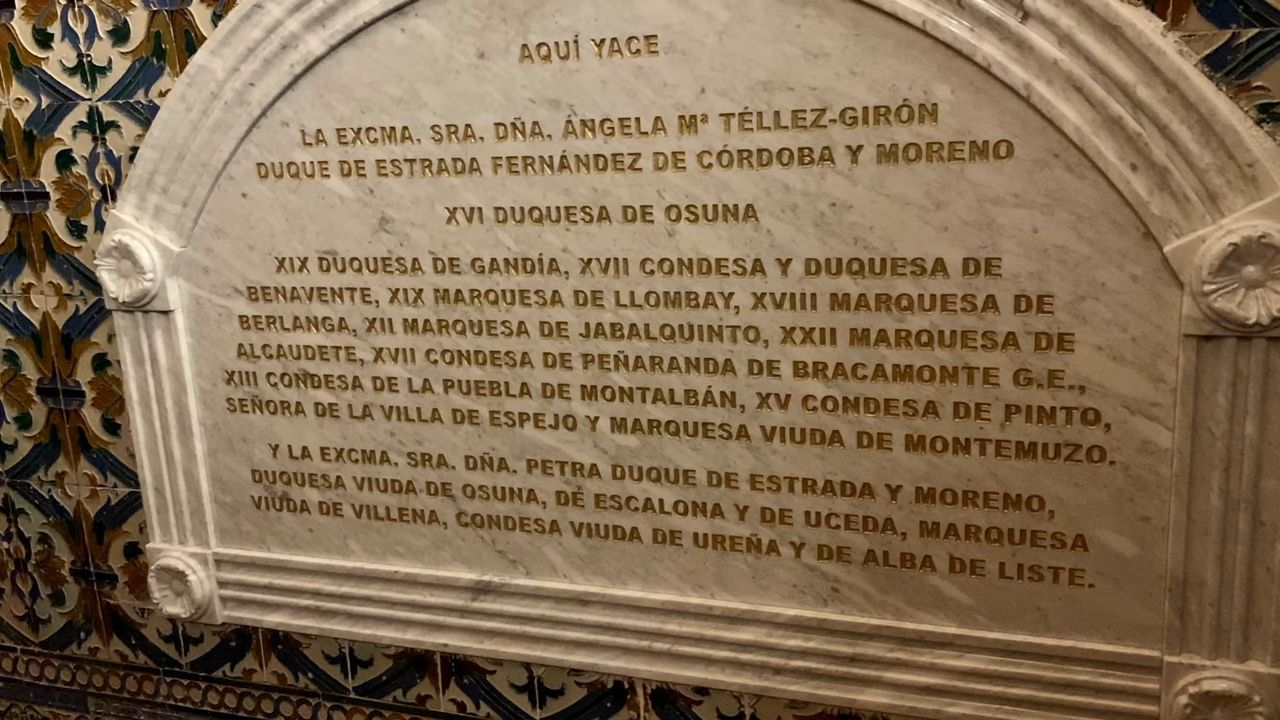 AQUÍ YACE
LA EXCMA. SRA. DÑA. ÁNGELA Mª TÉLLEZ-GIRÓN
DUQUE DE ESTRADA FERNÁNDEZ DE CÓRDOBA Y MORENO
XVI DUQUESA DE OSUNA
XIX DUQUESA DE GANDÍA, XVII CONDESA Y DUQUESA DE
BENAVENTE, XIX MARQUESA DE LLOMBAY, XVIII MARQUESA DE
BERLANGA, XII MARQUESA DE JABALQUINTO, XXII MARQUESA DE
ALCAUDETE, XVII CONDESA DE PEÑARANDA DE BRACAMONTE G.E.,
XIII CONDESA DE LA PUEBLA DE MONTALBÁN, XV CONDESA DE PINTO,
SEÑORA DE LA VILLA DE ESPEJO Y MARQUESA VIUDA DE MONTEMUZO.
Y LA EXCMA. SRA. DÑA. PETRA DUQUE DE ESTRADA Y MORENO,
DUQUESA VIUDA DE OSUNA, DE ESCALONA Y DE UCEDA, MARQUESA
VIUDA DE VILLENA, CONDESA VIUDA DE UREÑA Y DE ALBA DE LISTE.